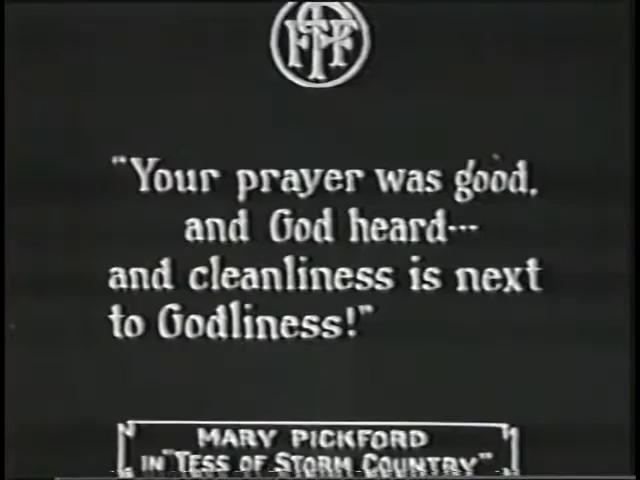 "Your prayer was good,
and God heard---
and cleanliness is next
to Godliness!"
MARY PICKFORD
IN "TESS OF STORM COUNTRY"